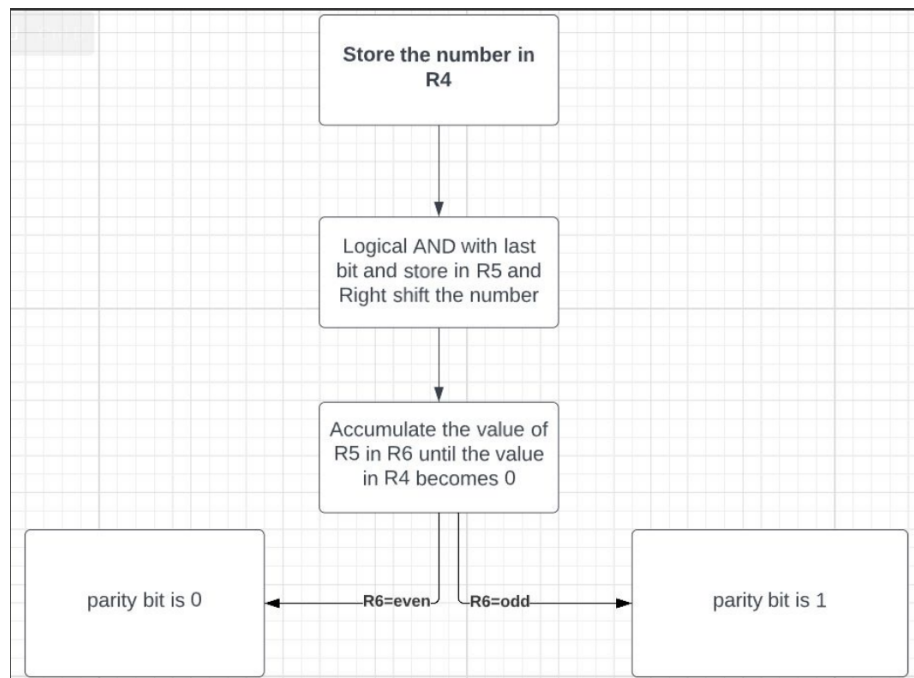 Store the number in
R4
Logical AND with last
bit and store in R5 and
Right shift the number
Accumulate the value of
R5 in R6 until the value
in R4 becomes 0
parity bit is 0
R6=even
R6=odd
parity bit is 1